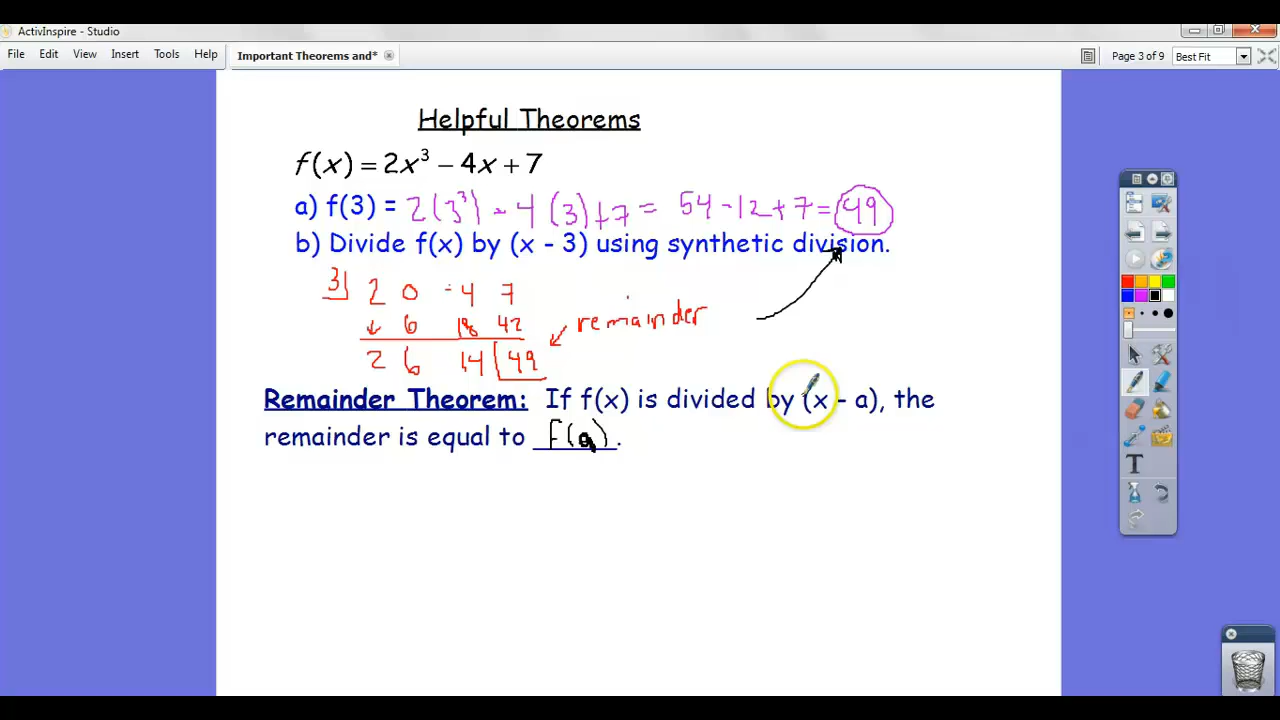 ActivInspire - Studio
File Edit View Insert Tools Help Important Theorems and* Page 3 of 9 Best Fit
Helpful Theorems
f(x) = 2x³ − 4x + 7
a) f(3) = 2(3³) - 4(3)+7 = 54 - 12 + 7 = 49
b) Divide f(x) by (x - 3) using synthetic division.
3 2 0 -4 7
6 18 42 remainder
2 6 14 49
Remainder Theorem: If f(x) is divided by (x - a), the
remainder is equal to f(a).
T